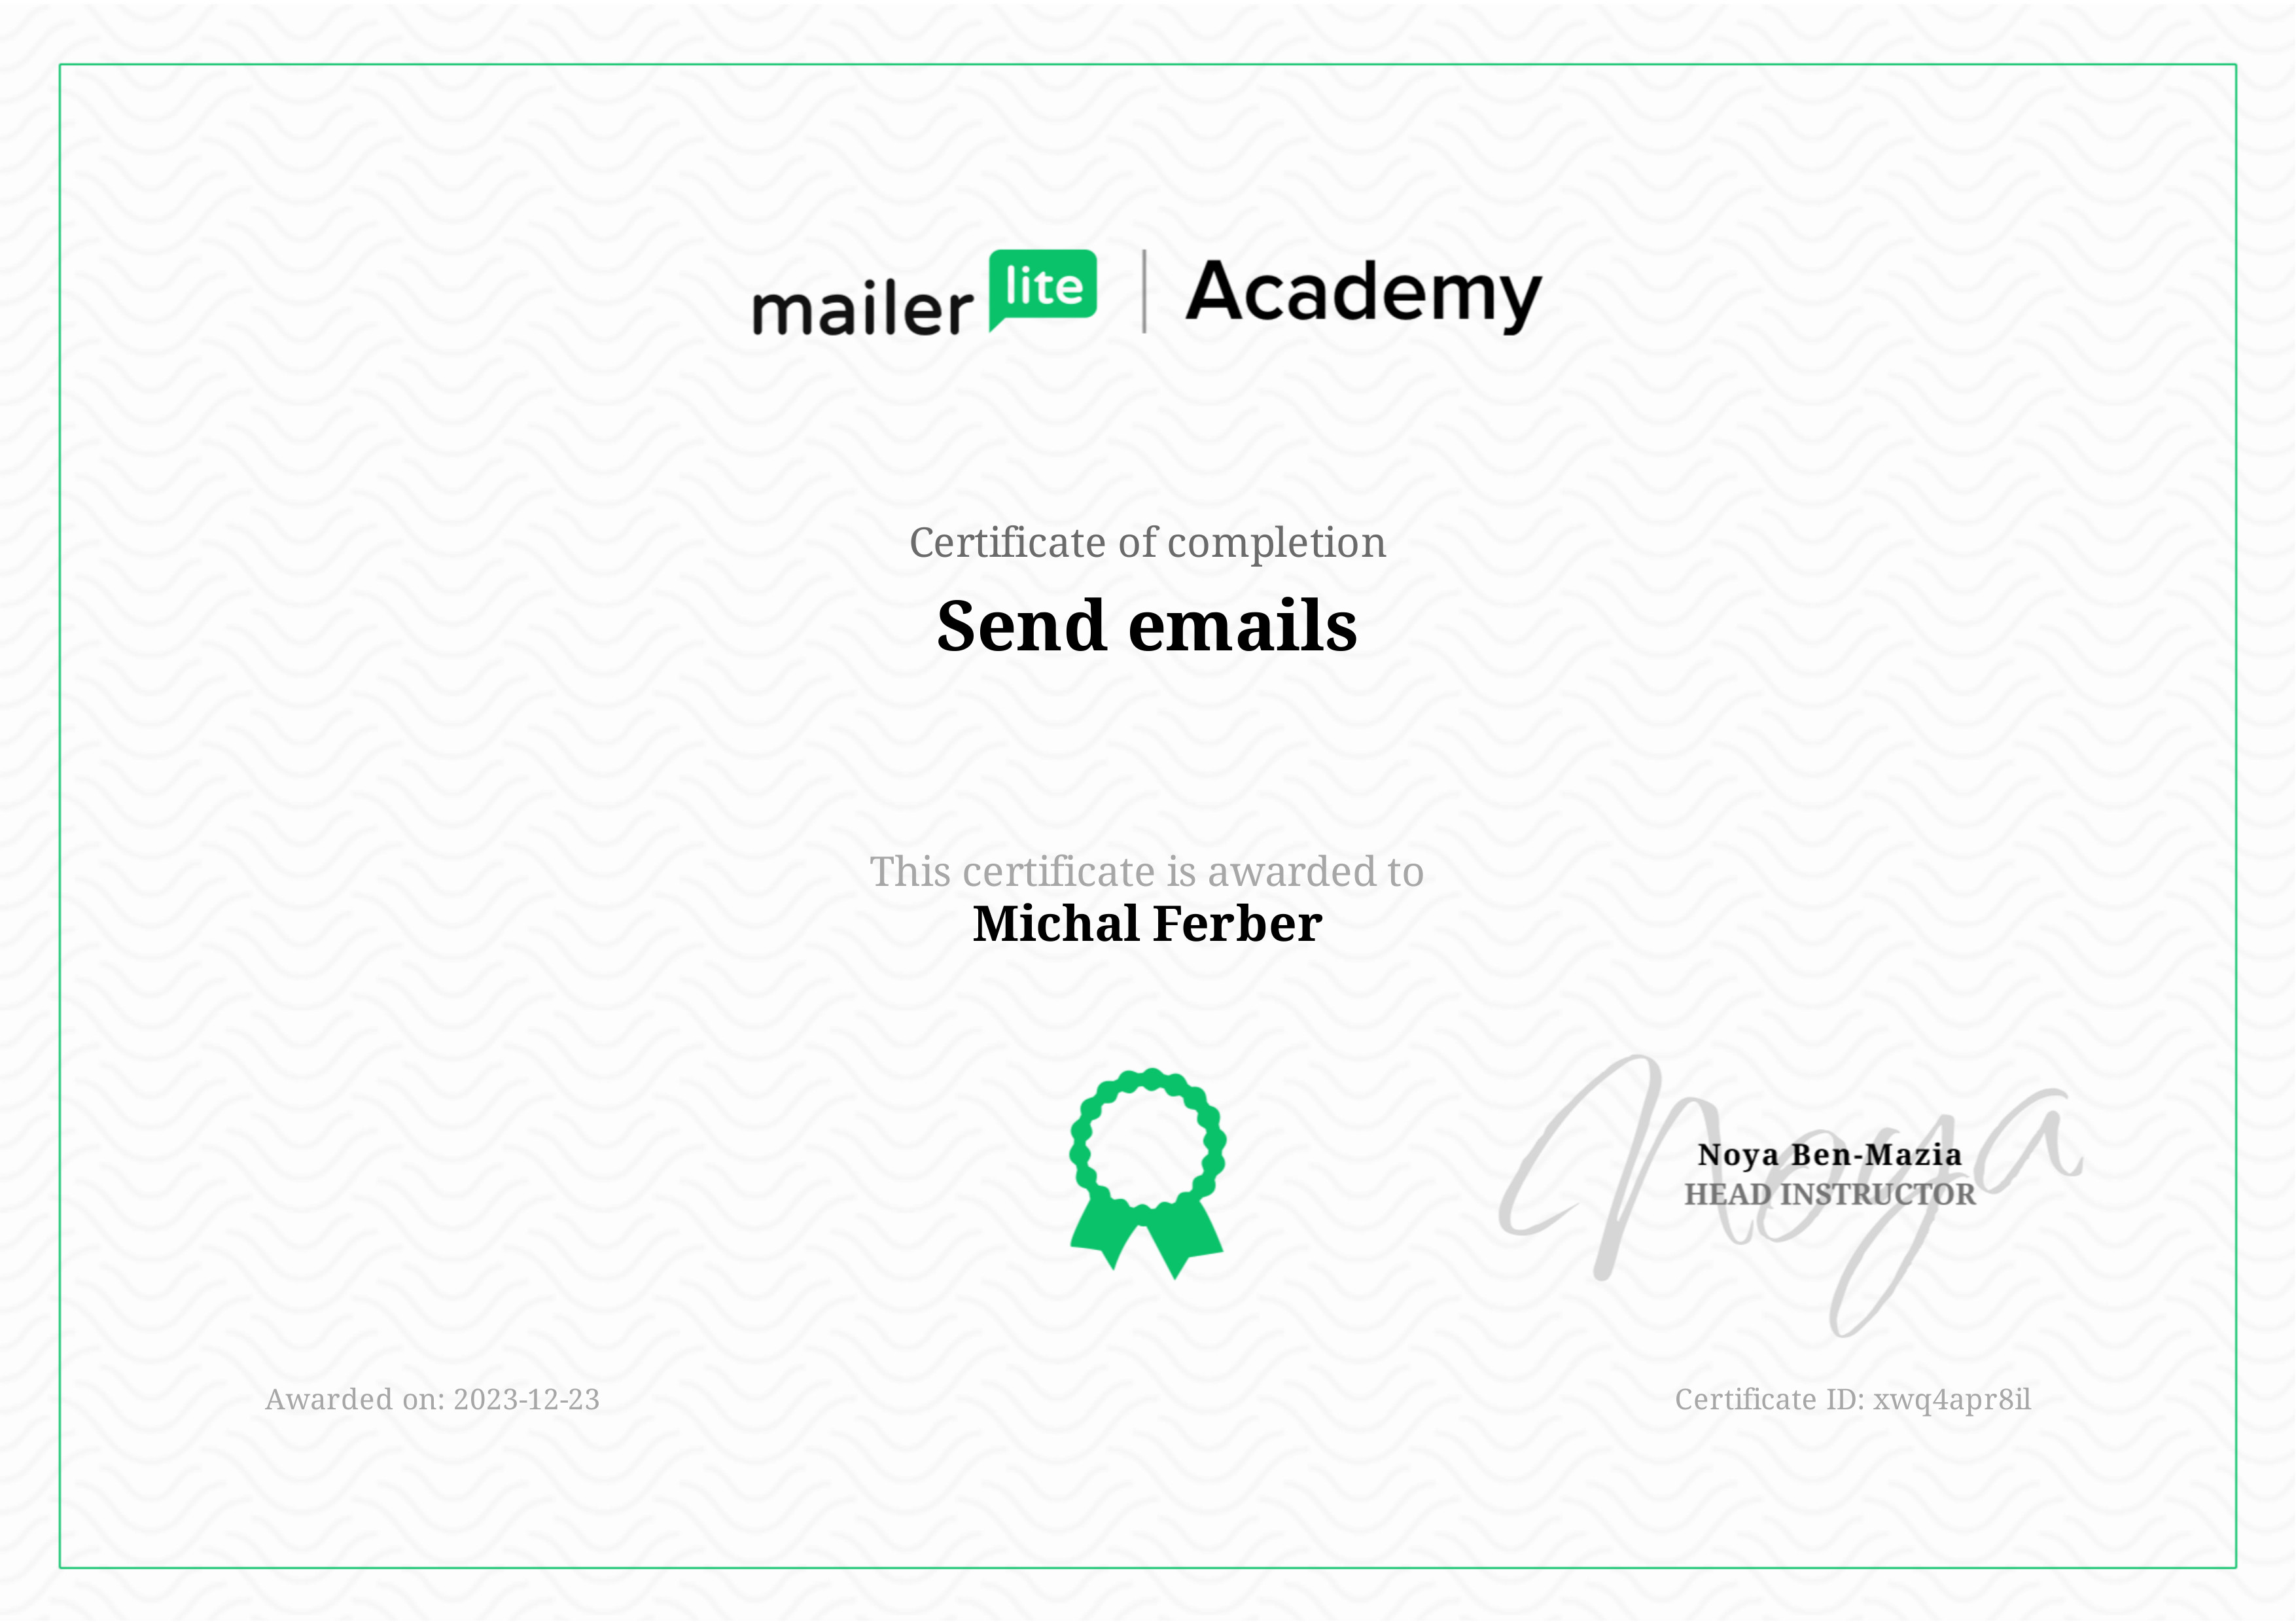 mailer lite | Academy
Certificate of completion
Send emails
This certificate is awarded to
Michal Ferber
Noya
Noya Ben-Mazia
HEAD INSTRUCTOR
Awarded on: 2023-12-23
Certificate ID: xwq4apr8il